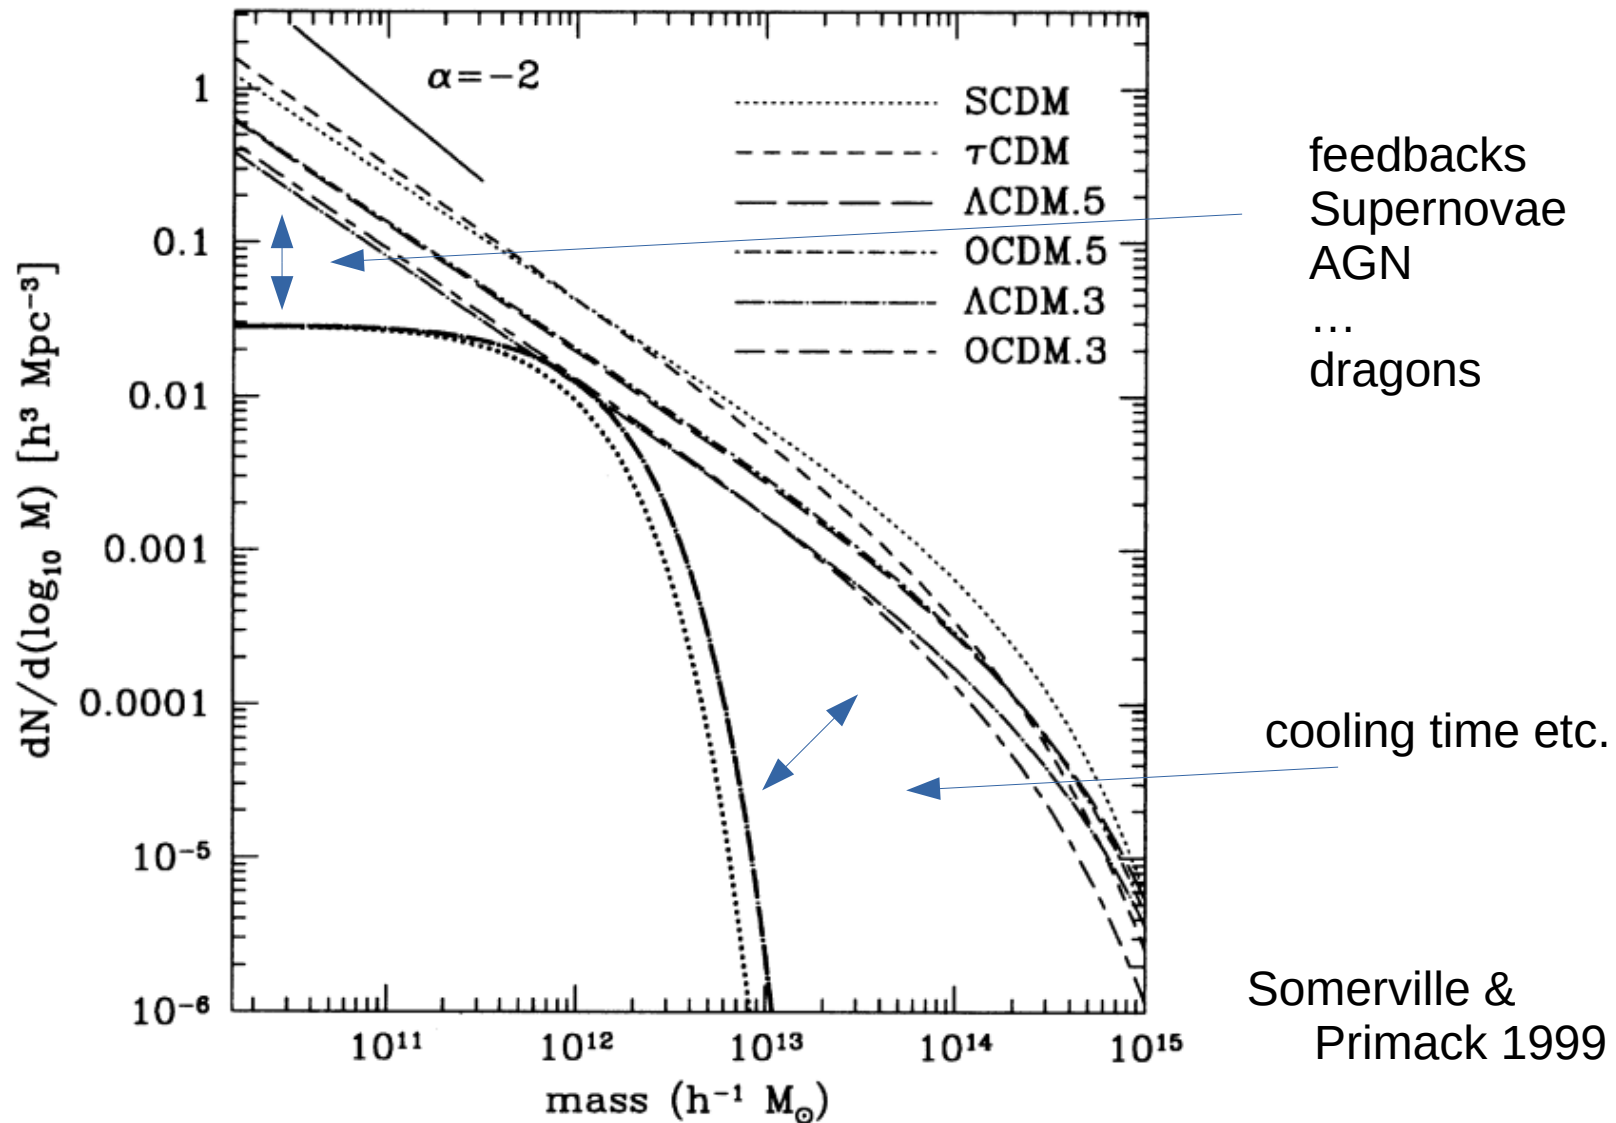 α=−2
SCDM
τCDM
ΛCDM.5
OCDM.5
ΛCDM.3
OCDM.3
feedbacks
Supernovae
AGN
...
dragons
cooling time etc.
Somerville &
Primack 1999
dN/d(log₁₀ M) [h³ Mpc⁻³]
1
0.1
0.01
0.001
0.0001
10⁻⁵
10⁻⁶
10¹¹ 10¹² 10¹³ 10¹⁴ 10¹⁵
mass (h⁻¹ M☉)